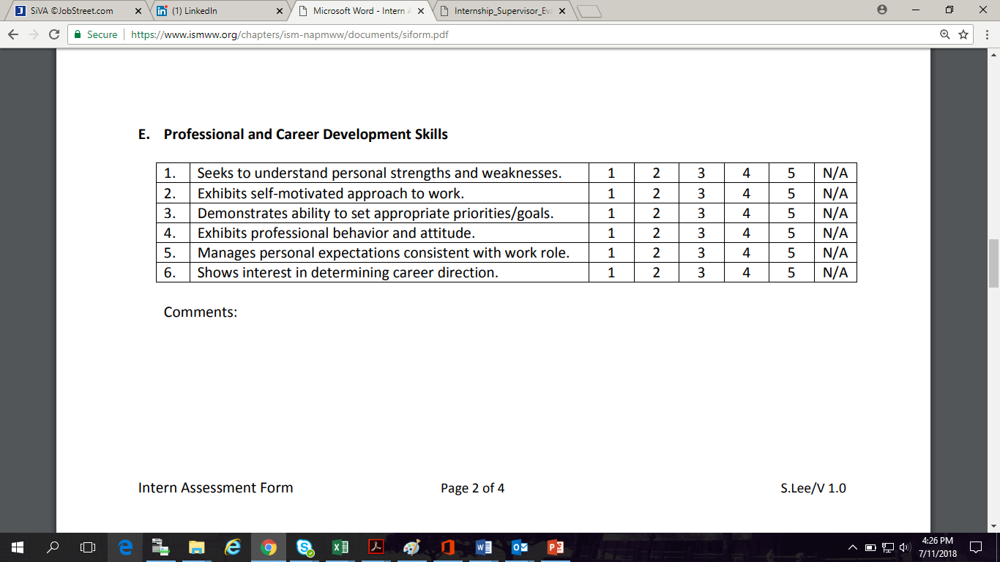 SiVA ©JobStreet.com
(1) LinkedIn
Microsoft Word - Intern A
Internship_Supervisor_Eva
Secure https://www.ismww.org/chapters/ism-napmww/documents/siform.pdf
E. Professional and Career Development Skills
1. Seeks to understand personal strengths and weaknesses. 1 2 3 4 5 N/A
2. Exhibits self-motivated approach to work. 1 2 3 4 5 N/A
3. Demonstrates ability to set appropriate priorities/goals. 1 2 3 4 5 N/A
4. Exhibits professional behavior and attitude. 1 2 3 4 5 N/A
5. Manages personal expectations consistent with work role. 1 2 3 4 5 N/A
6. Shows interest in determining career direction. 1 2 3 4 5 N/A
Comments:
Intern Assessment Form Page 2 of 4 S.Lee/V 1.0
4:26 PM
7/11/2018